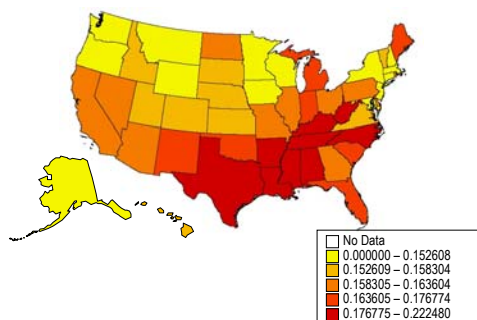 No Data
0.000000 – 0.152608
0.152609 – 0.158304
0.158305 – 0.163604
0.163605 – 0.176774
0.176775 – 0.222480